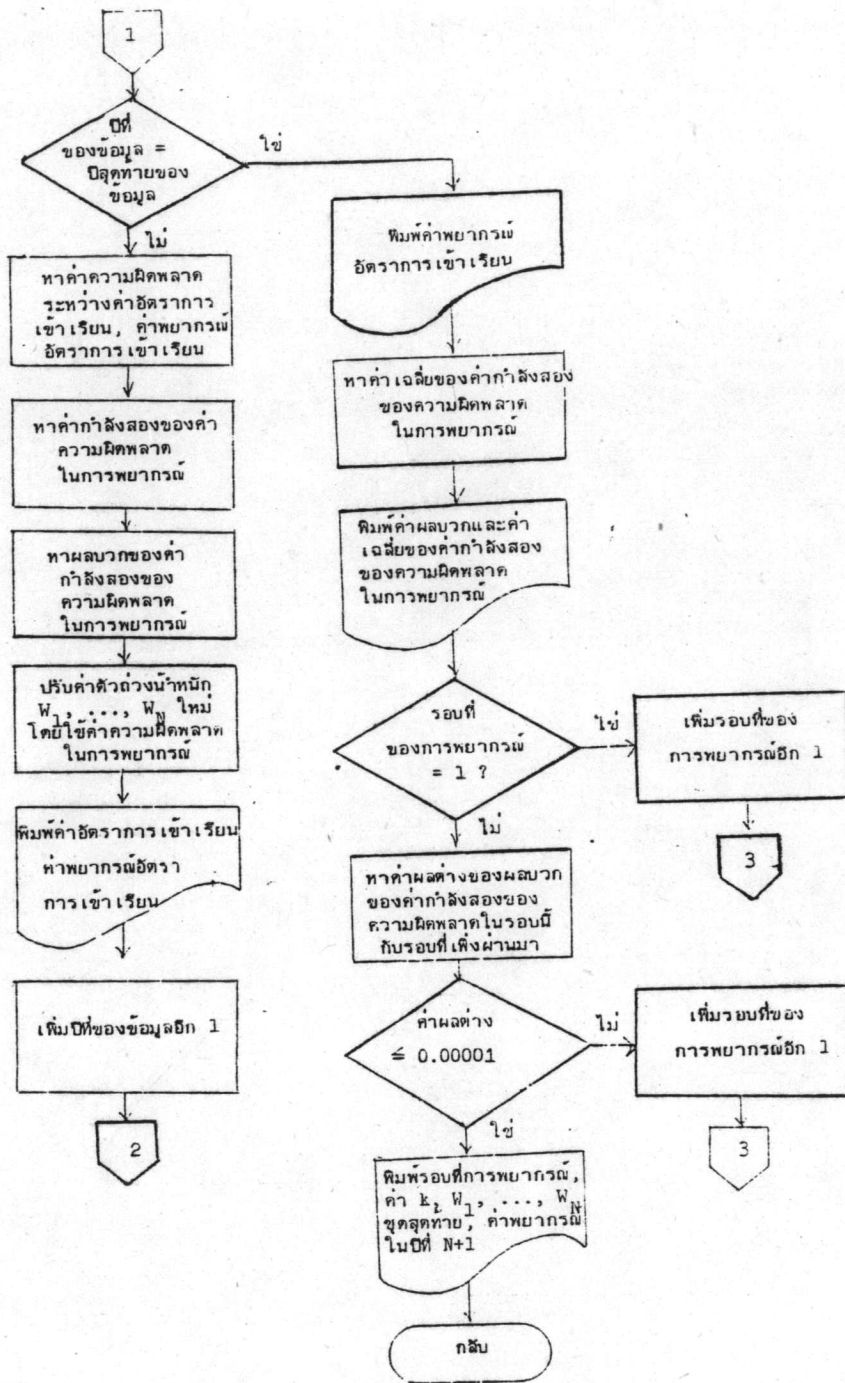 1
ปีที่
ของข้อมูล =
ปีสุดท้ายของ
ข้อมูล
ใช่
ไม่
หาค่าความผิดพลาด
ระหว่างค่าอัตราการ
เข้าเรียน, ค่าพยากรณ์
อัตราการเข้าเรียน
หาค่ากำลังสองของค่า
ความผิดพลาด
ในการพยากรณ์
หาผลบวกของค่า
กำลังสองของ
ความผิดพลาด
ในการพยากรณ์
ปรับค่าตัวถ่วงน้ำหนัก
W1, ..., WN ใหม่
โดยใช้ค่าความผิดพลาด
ในการพยากรณ์
พิมพ์ค่าอัตราการเข้าเรียน
ค่าพยากรณ์อัตรา
การเข้าเรียน
เพิ่มปีที่ของข้อมูลอีก 1
2
พิมพ์ค่าพยากรณ์
อัตราการเข้าเรียน
หาค่าเฉลี่ยของค่ากำลังสอง
ของความผิดพลาด
ในการพยากรณ์
พิมพ์ค่าผลบวกและค่า
เฉลี่ยของค่ากำลังสอง
ของความผิดพลาด
ในการพยากรณ์
รอบที่
ของการพยากรณ์
= 1 ?
ใช่
เพิ่มรอบที่ของ
การพยากรณ์อีก 1
3
ไม่
หาค่าผลต่างของผลบวก
ของค่ากำลังสองของ
ความผิดพลาดในรอบนี้
กับรอบที่เพิ่งผ่านมา
ค่าผลต่าง
≤ 0.00001
ไม่
เพิ่มรอบที่ของ
การพยากรณ์อีก 1
3
ใช่
พิมพ์รอบที่การพยากรณ์,
ค่า k, W1, ..., WN
ชุดสุดท้าย, ค่าพยากรณ์
ในปีที่ N+1
กลับ